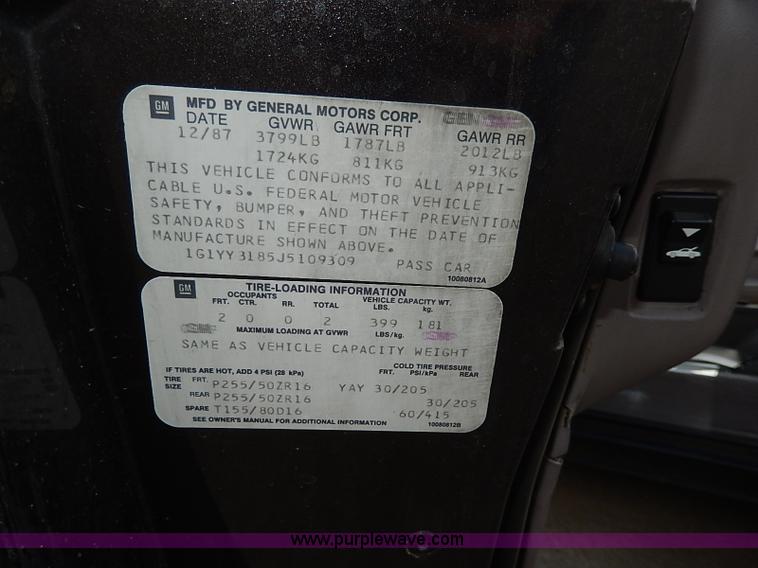 GM MFD BY GENERAL MOTORS CORP.
DATE GVWR GAWR FRT GAWR RR
12/87 3799LB 1787LB 2012LB
1724KG 811KG 913KG
THIS VEHICLE CONFORMS TO ALL APPLI-
CABLE U.S. FEDERAL MOTOR VEHICLE
SAFETY, BUMPER, AND THEFT PREVENTION
STANDARDS IN EFFECT ON THE DATE OF
MANUFACTURE SHOWN ABOVE.
1G1YY3185J5109309 PASS CAR
10080812A
GM TIRE-LOADING INFORMATION
OCCUPANTS VEHICLE CAPACITY WT.
FRT. CTR. RR. TOTAL LBS. kg.
2 0 0 2 399 181
MAXIMUM LOADING AT GVWR LBS/kg.
SAME AS VEHICLE CAPACITY WEIGHT
IF TIRES ARE HOT, ADD 4 PSI (28 kPa) COLD TIRE PRESSURE
TIRE SIZE FRT. PSI/kPa REAR
FRT. P255/50ZR16 YAY 30/205
REAR P255/50ZR16 30/205
SPARE T155/80D16 60/415
SEE OWNER'S MANUAL FOR ADDITIONAL INFORMATION 10080812B
www.purplewave.com